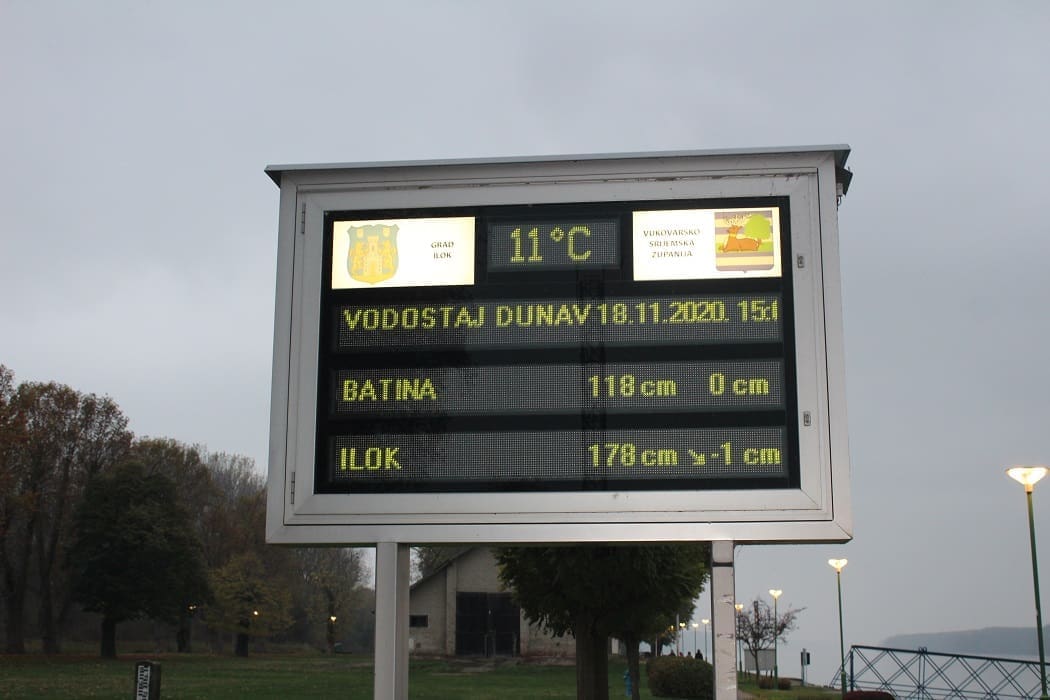 GRAD
ILOK
11°C
VUKOVARSKO
SRIJEMSKA
ŽUPANIJA
VODOSTAJ DUNAV 18.11.2020. 15:
BATINA 118 cm 0 cm
ILOK 178 cm ↘ -1 cm